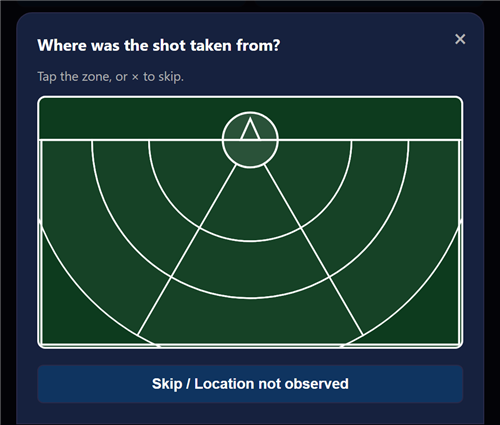 Where was the shot taken from?
×
Tap the zone, or × to skip.
Skip / Location not observed